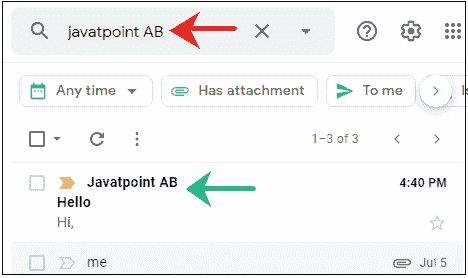 javatpoint AB
Any time
Has attachment
To me
1–3 of 3
Javatpoint AB 4:40 PM
Hello
Hi,
me Jul 5